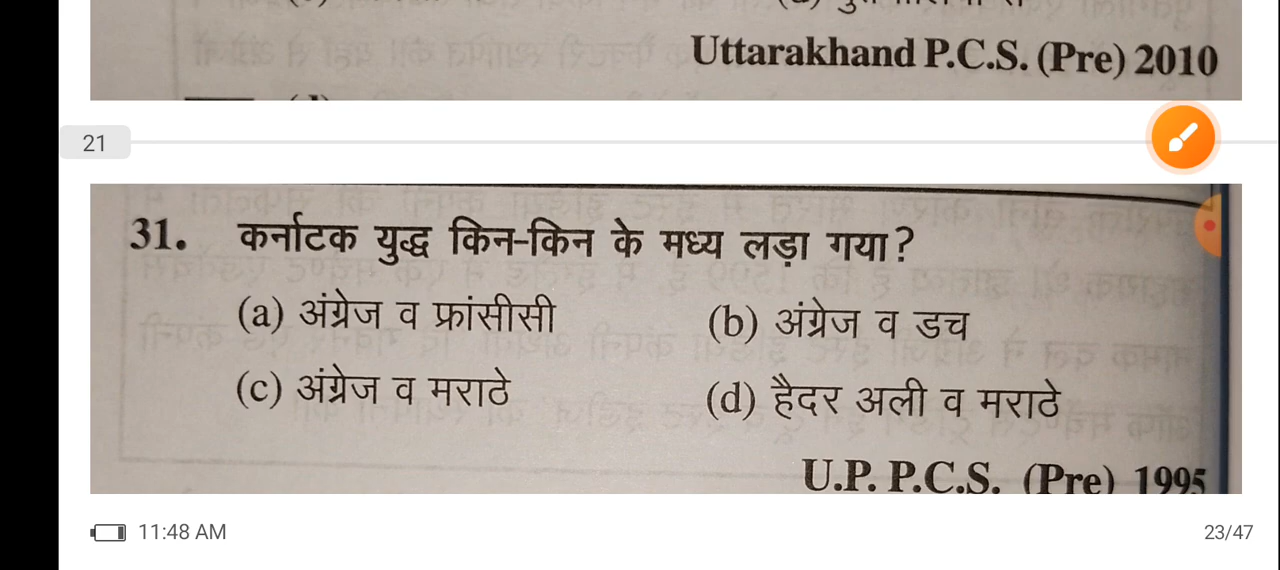 Uttarakhand P.C.S. (Pre) 2010
21
31. कर्नाटक युद्ध किन-किन के मध्य लड़ा गया?
(a) अंग्रेज व फ्रांसीसी (b) अंग्रेज व डच
(c) अंग्रेज व मराठे (d) हैदर अली व मराठे
U.P. P.C.S. (Pre) 1995
11:48 AM 23/47